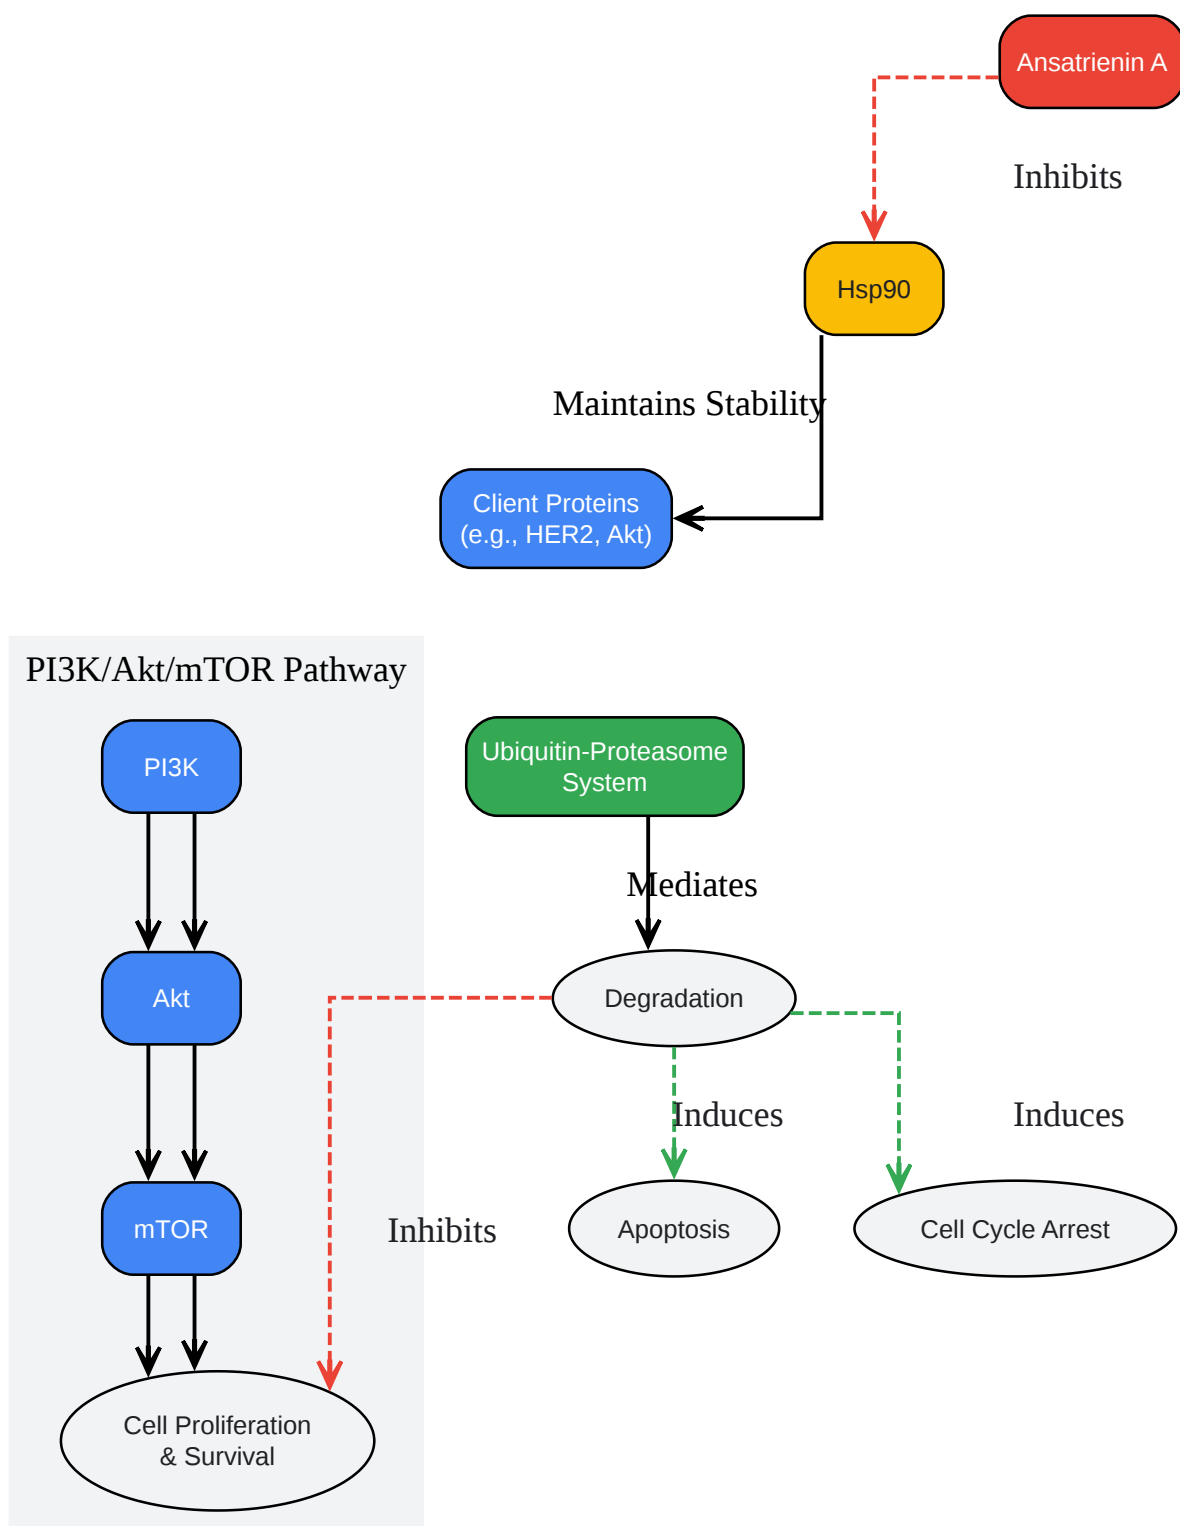 Ansatrienin A
Inhibits
Hsp90
Maintains Stability
Client Proteins
(e.g., HER2, Akt)
PI3K/Akt/mTOR Pathway
PI3K
Ubiquitin-Proteasome
System
Mediates
Akt
Degradation
Induces
Induces
mTOR
Inhibits
Apoptosis
Cell Cycle Arrest
Cell Proliferation
& Survival